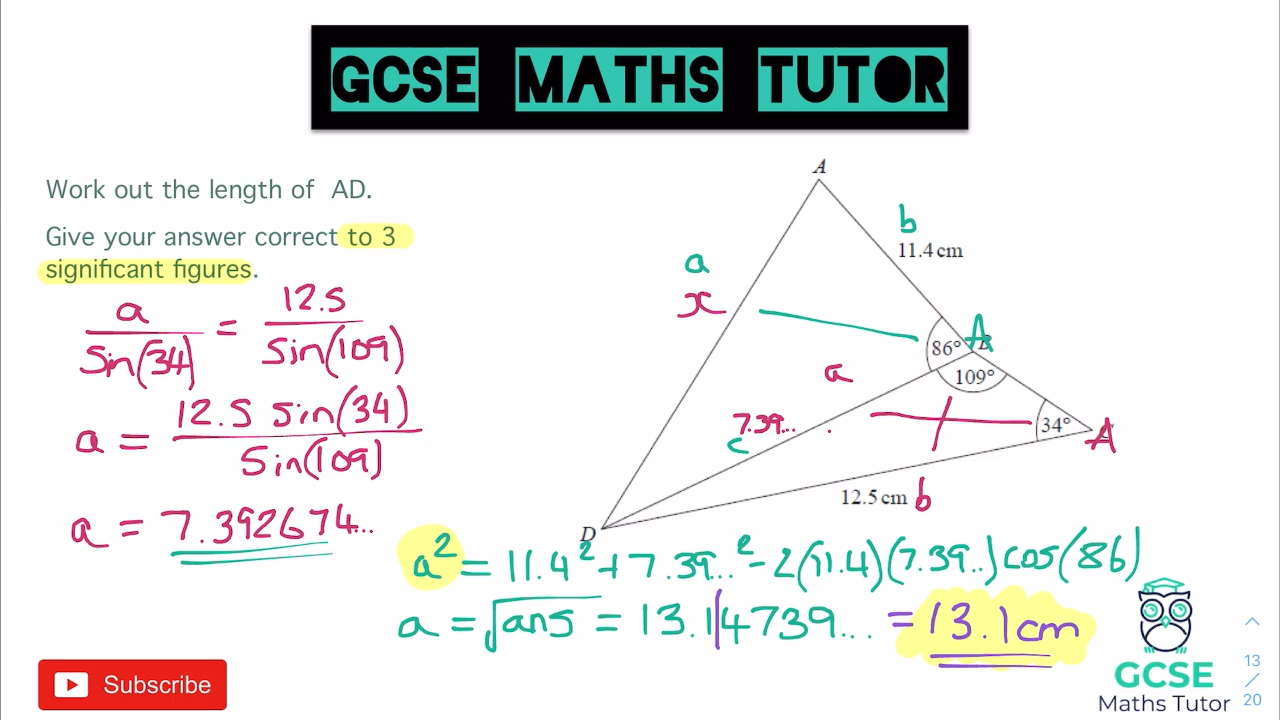 GCSE MATHS TUTOR
Work out the length of AD.
Give your answer correct to 3
significant figures.
a/sin(34) = 12.5/sin(109)
a = 12.5 sin(34)/sin(109)
a = 7.392674...
A
b
11.4 cm
a
x
86°
A
109°
a
7.39...
c
34°
A
12.5 cm b
D
a² = 11.4² + 7.39...² - 2(11.4)(7.39..)cos(86)
a = √ans = 13.1|4739... = 13.1cm
Subscribe
GCSE
Maths Tutor
13
/
20